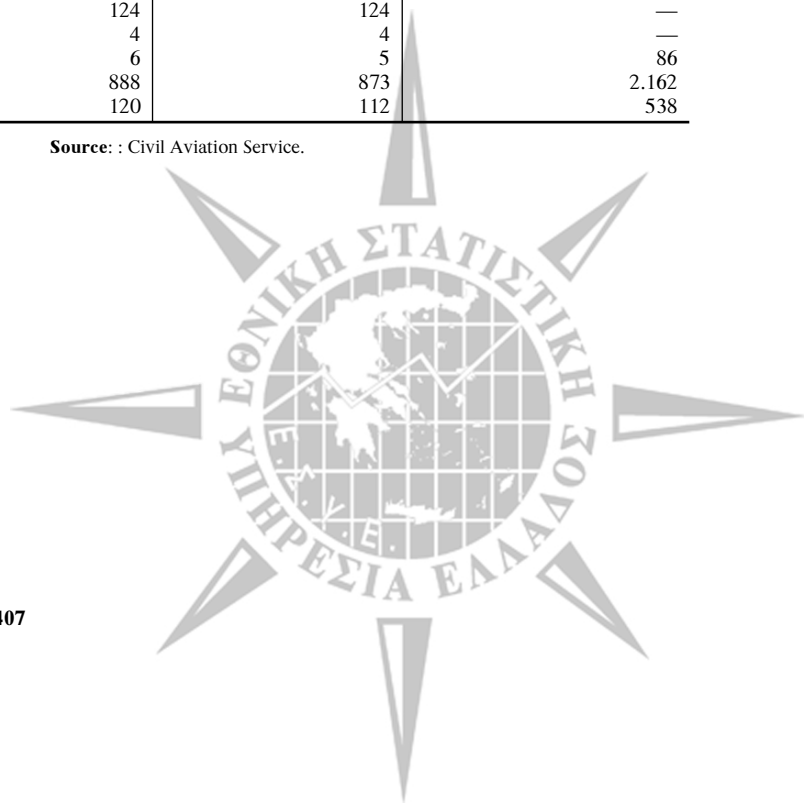 124 124 —
4 4 —
6 5 86
888 873 2.162
120 112 538
Source: : Civil Aviation Service.
ΕΘΝΙΚΗ ΣΤΑΤΙΣΤΙΚΗ
ΥΠΗΡΕΣΙΑ ΕΛΛΑΔΟΣ
Ε.Σ.Υ.Ε.
407